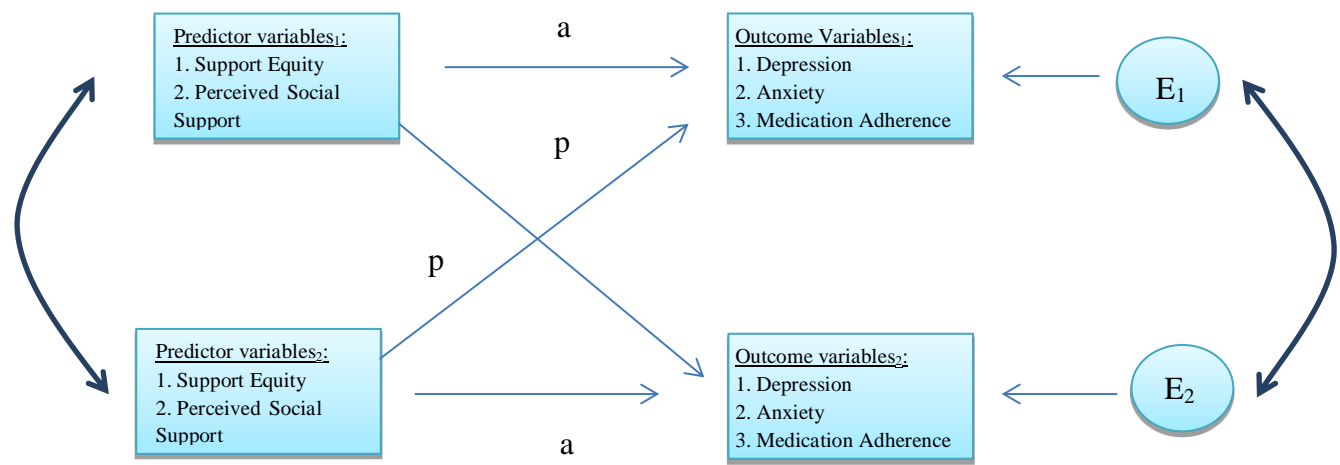 a
Predictor variables₁:
1. Support Equity
2. Perceived Social
Support
Outcome Variables₁:
1. Depression
2. Anxiety
3. Medication Adherence
E₁
p
p
Predictor variables₂:
1. Support Equity
2. Perceived Social
Support
Outcome variables₂:
1. Depression
2. Anxiety
3. Medication Adherence
E₂
a